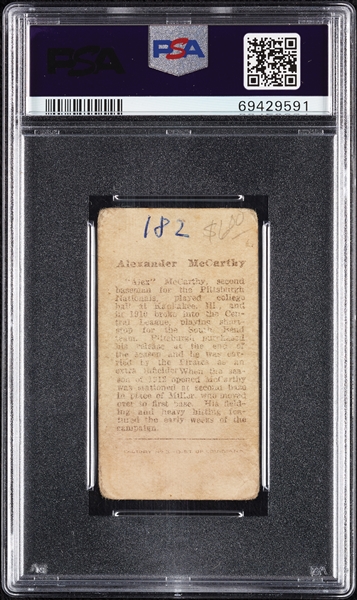 PSA
PSA
69429591
182 $1.00
Alexander McCarthy
"Alex" McCarthy, second
baseman for the Pittsburgh
Nationals, played college
ball at Kankakee, Ill., and
in 1910 broke into the Cen-
tral League, playing short-
stop for the South Bend
team. Pittsburgh purchased
his release at the end of
the season and he was car-
ried by the Pirates as an
extra infielder. When the sea-
son of 1912 opened McCarthy
was stationed at second base
in place of Miller, who moved
over to first base. His field-
ing and heavy hitting fea-
tured the early weeks of the
campaign.